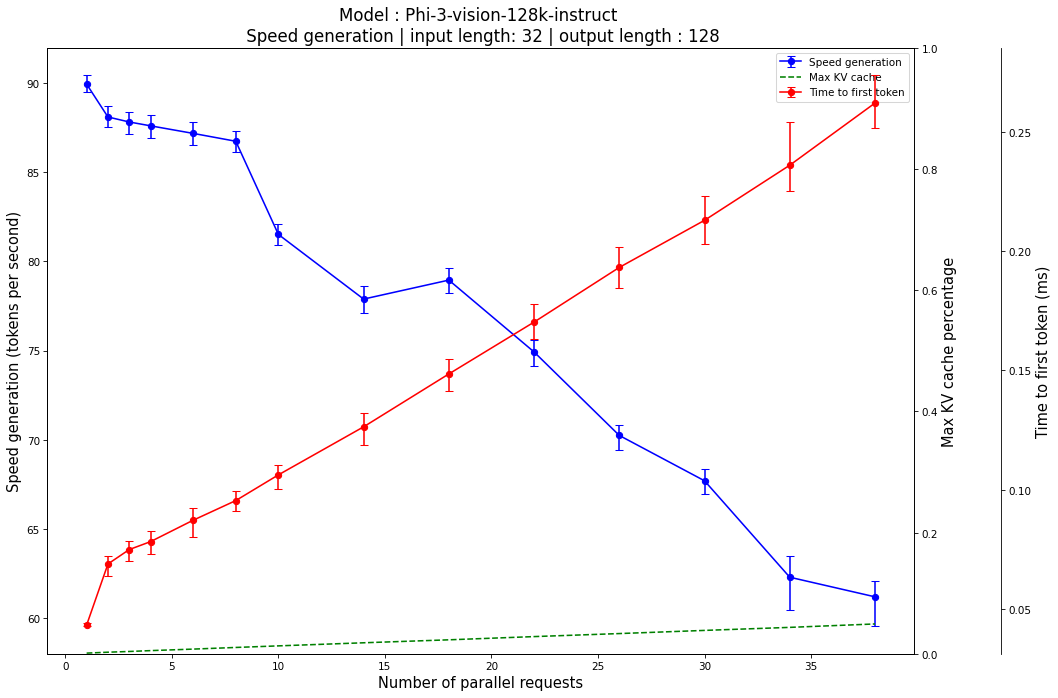 Model : Phi-3-vision-128k-instruct
Speed generation | input length: 32 | output length : 128
Speed generation
Max KV cache
Time to first token
Speed generation (tokens per second)
90
85
80
75
70
65
60
1.0
0.8
0.6
0.4
0.2
0.0
Max KV cache percentage
0.25
0.20
0.15
0.10
0.05
Time to first token (ms)
0 5 10 15 20 25 30 35
Number of parallel requests